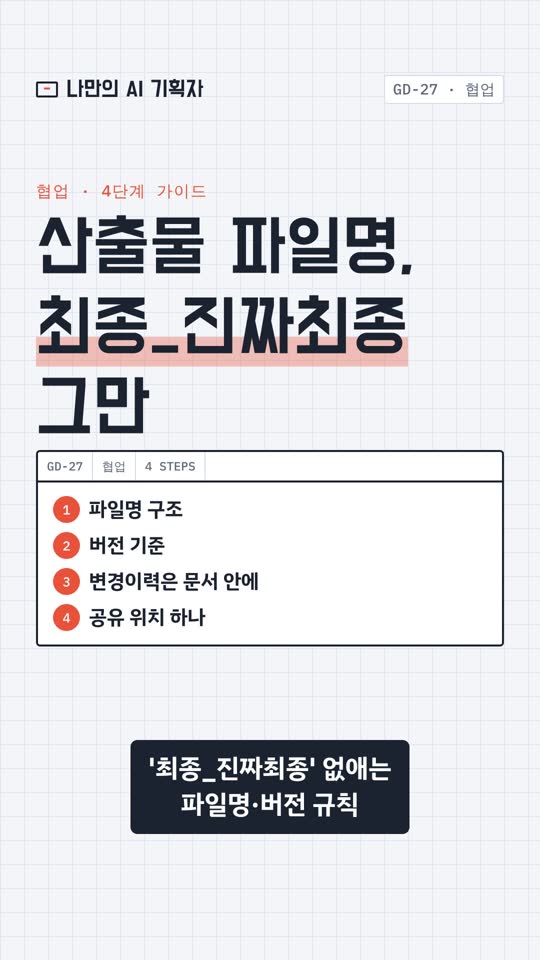 나만의 AI 기획자
GD-27 · 협업
협업 · 4단계 가이드
산출물 파일명,
최종_진짜최종
그만
GD-27 협업 4 STEPS
1 파일명 구조
2 버전 기준
3 변경이력은 문서 안에
4 공유 위치 하나
'최종_진짜최종' 없애는
파일명·버전 규칙